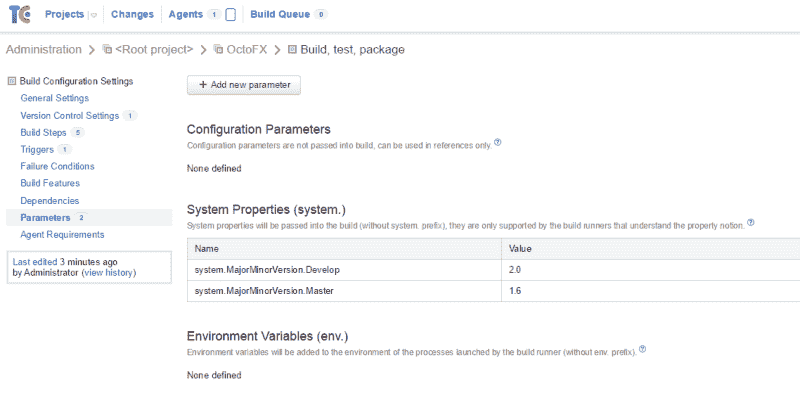 TC Projects Changes Agents 1 Build Queue 0
Administration > <Root project> > OctoFX > Build, test, package
Build Configuration Settings
General Settings
Version Control Settings 1
Build Steps 5
Triggers 1
Failure Conditions
Build Features
Dependencies
Parameters 2
Agent Requirements
Last edited 3 minutes ago
by Administrator (view history)
+ Add new parameter
Configuration Parameters
Configuration parameters are not passed into build, can be used in references only. ?
None defined
System Properties (system.)
System properties will be passed into the build (without system. prefix), they are only supported by the build runners that understand the property notion. ?
Name Value
system.MajorMinorVersion.Develop 2.0
system.MajorMinorVersion.Master 1.6
Environment Variables (env.)
Environment variables will be added to the environment of the processes launched by the build runner (without env. prefix). ?
None defined